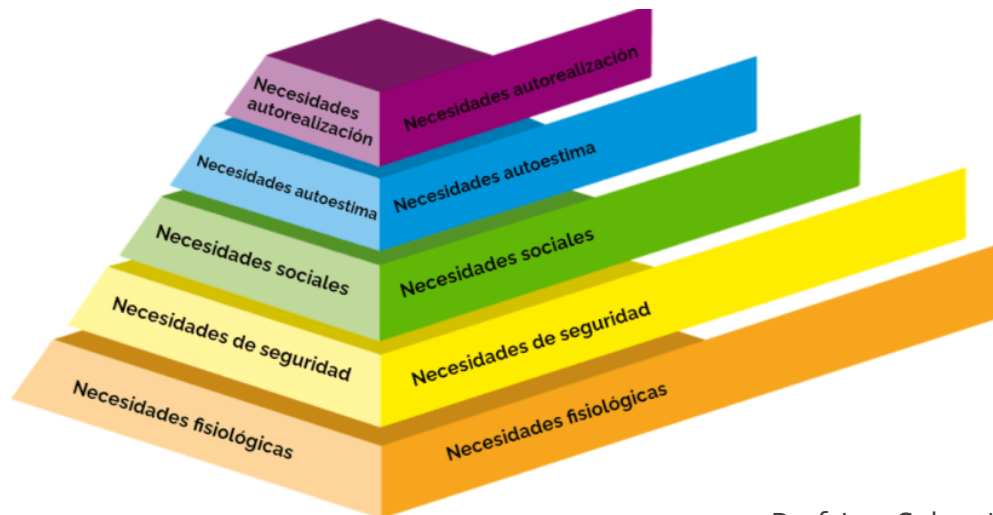 Necesidades
autorealización
Necesidades autorealización
Necesidades autoestima
Necesidades autoestima
Necesidades sociales
Necesidades sociales
Necesidades de seguridad
Necesidades de seguridad
Necesidades fisiológicas
Necesidades fisiológicas